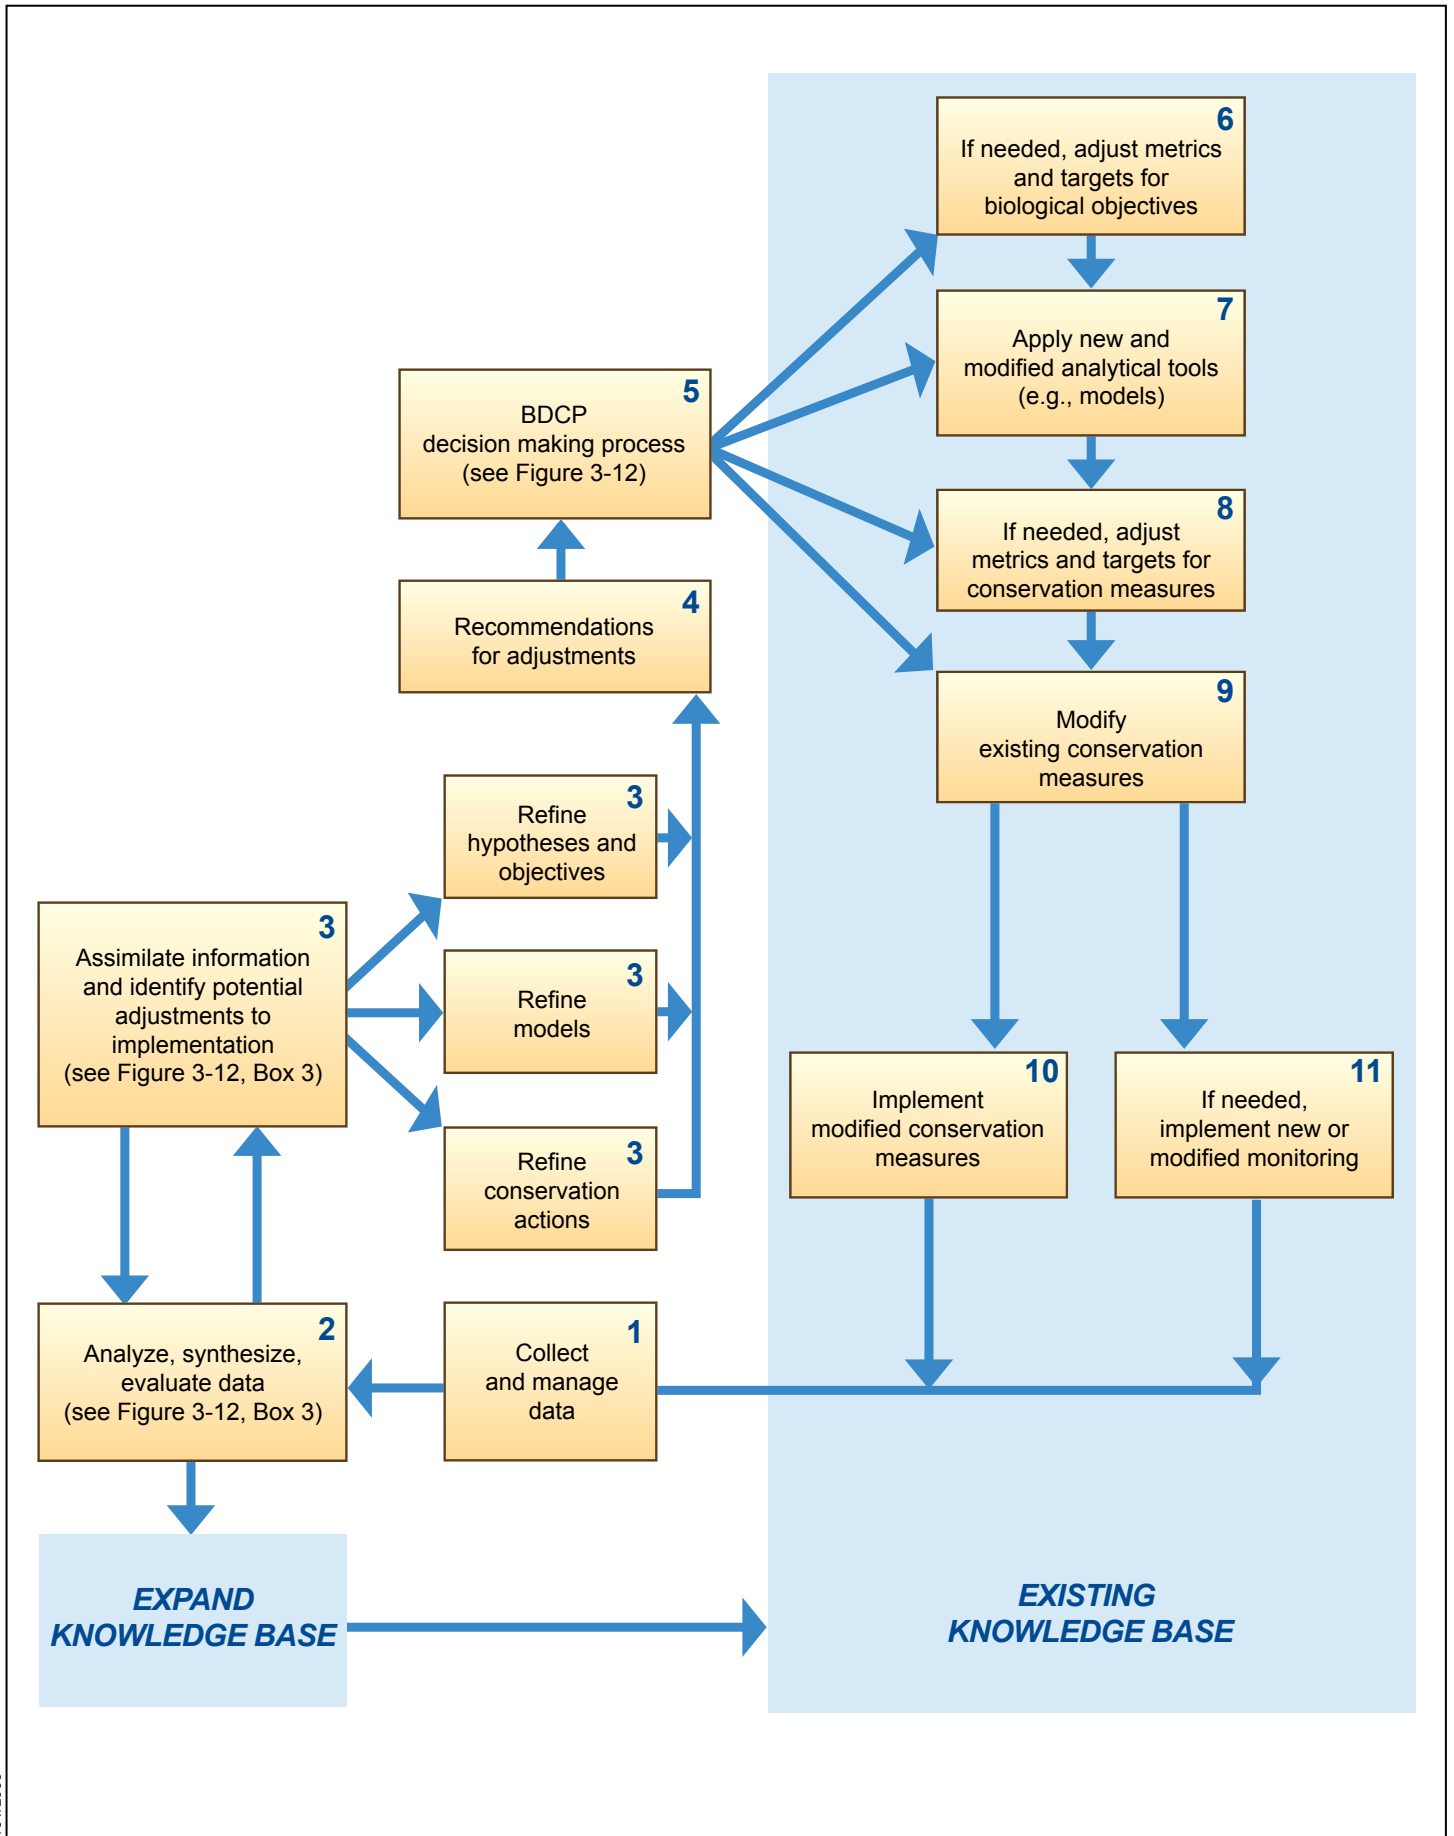 6
If needed, adjust metrics
and targets for
biological objectives
7
Apply new and
modified analytical tools
(e.g., models)
5
BDCP
decision making process
(see Figure 3-12)
8
If needed, adjust
metrics and targets for
conservation measures
4
Recommendations
for adjustments
9
Modify
existing conservation
measures
3
Refine
hypotheses and
objectives
3
Assimilate information
and identify potential
adjustments to
implementation
(see Figure 3-12, Box 3)
3
Refine
models
10
Implement
modified conservation
measures
11
If needed,
implement new or
modified monitoring
3
Refine
conservation
actions
2
Analyze, synthesize,
evaluate data
(see Figure 3-12, Box 3)
1
Collect
and manage
data
EXPAND
KNOWLEDGE BASE
EXISTING
KNOWLEDGE BASE